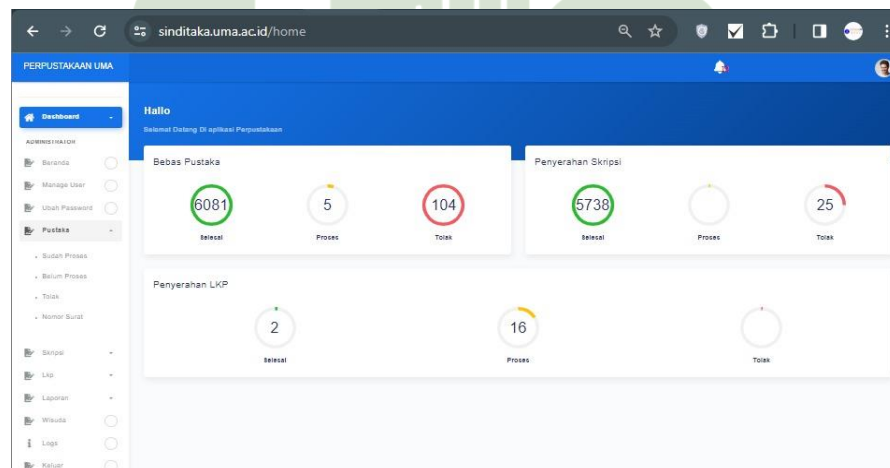 sinditaka.uma.ac.id/home
PERPUSTAKAAN UMA
Dashboard
ADMINISTRATOR
Beranda
Manage User
Ubah Password
Pustaka
Sudah Proses
Belum Proses
Tolak
Nomor Surat
Skripsi
Lkp
Laporan
Wisuda
Logs
Keluar
Hallo
Selamat Datang Di aplikasi Perpustakaan
Bebas Pustaka
6081
5
104
Selesai
Proses
Tolak
Penyerahan Skripsi
5738
25
Selesai
Proses
Tolak
Penyerahan LKP
2
16
Selesai
Proses
Tolak